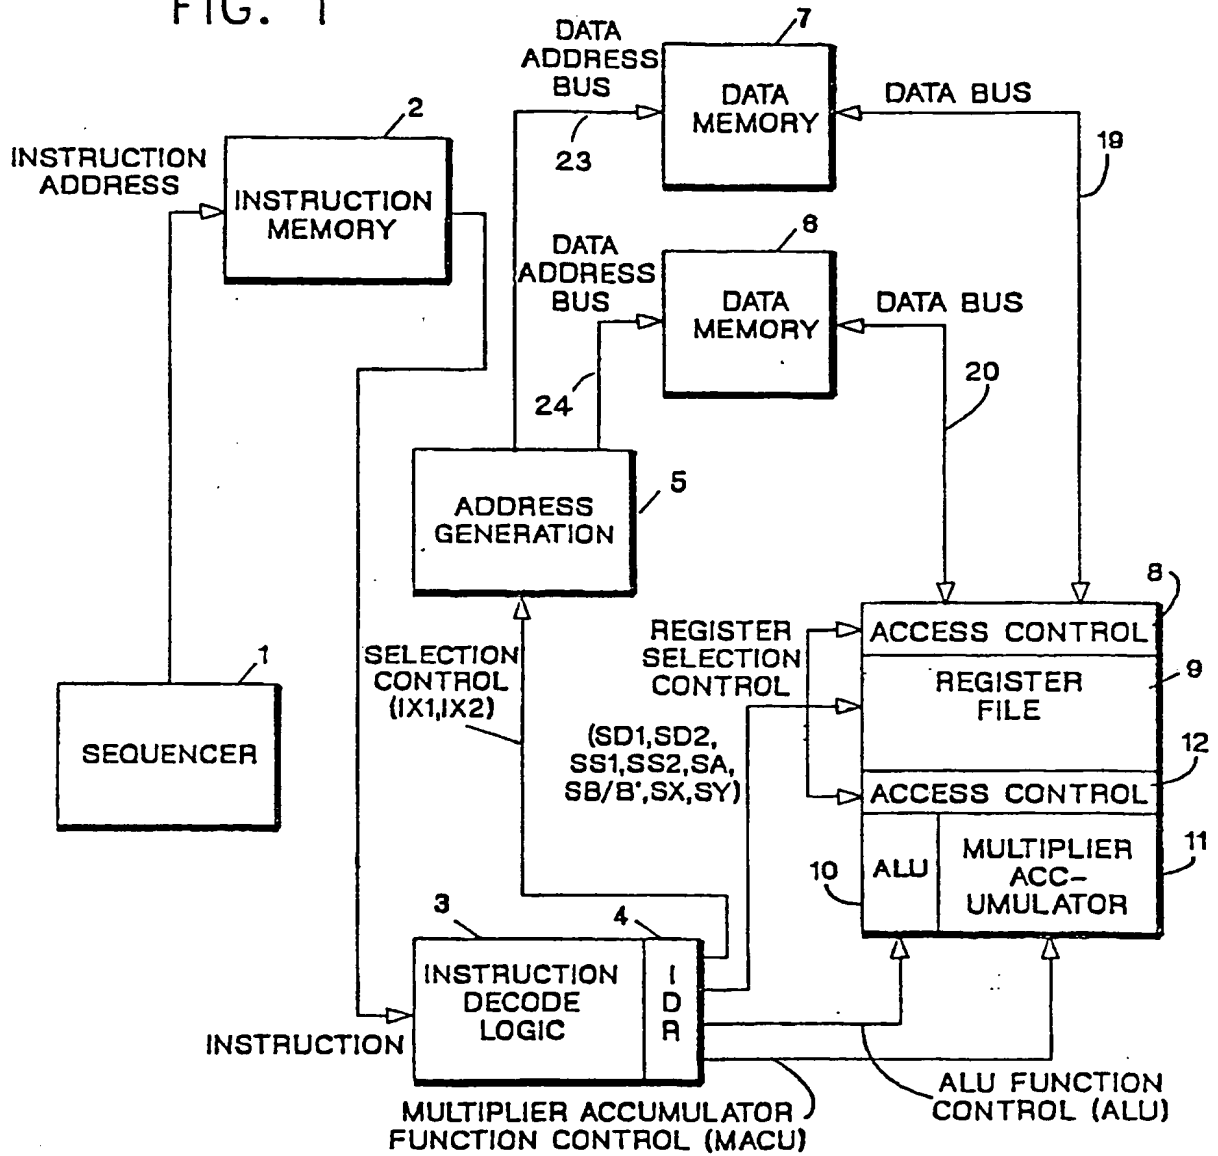 FIG. 1
DATA
ADDRESS
BUS
23
7
DATA
MEMORY
DATA BUS
19
2
INSTRUCTION
ADDRESS
INSTRUCTION
MEMORY
DATA
ADDRESS
BUS
24
6
DATA
MEMORY
DATA BUS
20
ADDRESS
GENERATION
5
1
SEQUENCER
SELECTION
CONTROL
(IX1,IX2)
REGISTER
SELECTION
CONTROL
(SD1,SD2,
SS1,SS2,SA,
SB/B',SX,SY)
ACCESS CONTROL
8
REGISTER
FILE
9
ACCESS CONTROL
12
ALU
10
MULTIPLIER
ACC-
UMULATOR
11
3
4
INSTRUCTION
DECODE
LOGIC
I
D
R
INSTRUCTION
MULTIPLIER ACCUMULATOR
FUNCTION CONTROL (MACU)
ALU FUNCTION
CONTROL (ALU)